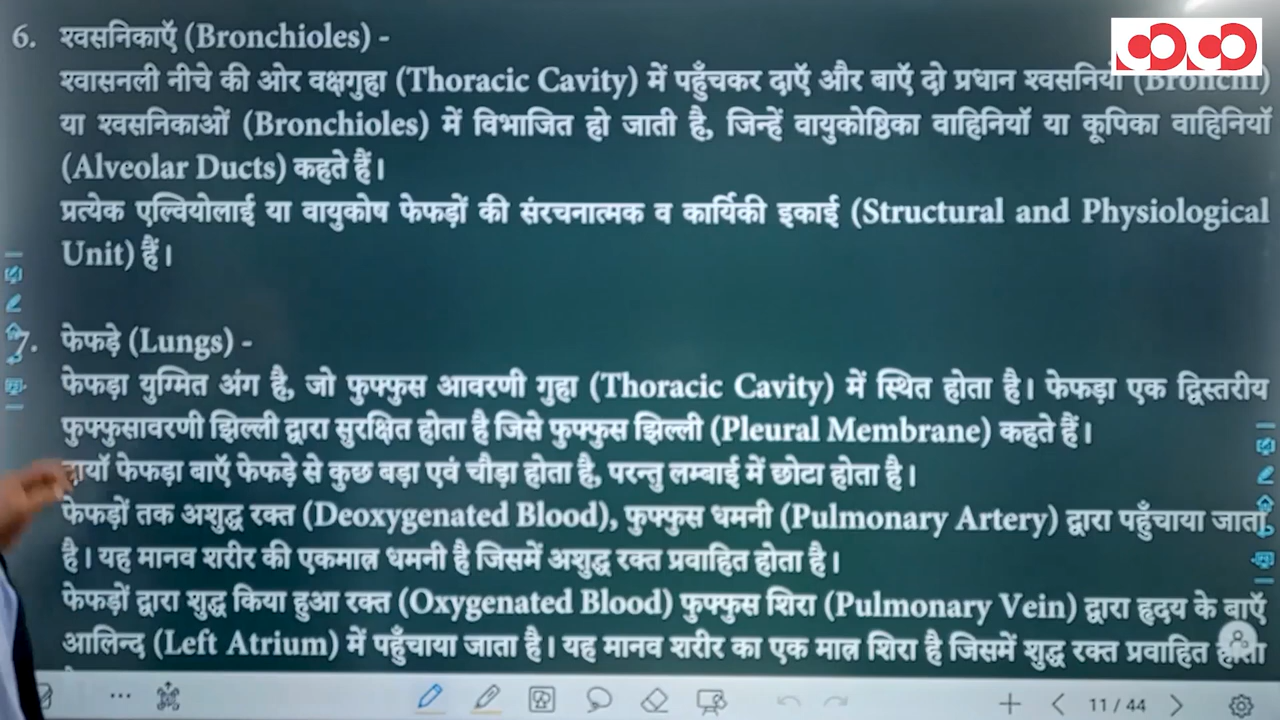 6. श्वसनिकाएँ (Bronchioles) -
श्वासनली नीचे की ओर वक्षगुहा (Thoracic Cavity) में पहुँचकर दाएँ और बाएँ दो प्रधान श्वसनियों (Bronchi)
या श्वसनिकाओं (Bronchioles) में विभाजित हो जाती है, जिन्हें वायुकोष्ठिका वाहिनियाँ या कूपिका वाहिनियाँ
(Alveolar Ducts) कहते हैं।
प्रत्येक एल्वियोलाई या वायुकोष फेफड़ों की संरचनात्मक व कार्यिकी इकाई (Structural and Physiological
Unit) हैं।
7. फेफड़े (Lungs) -
फेफड़ा युग्मित अंग है, जो फुफ्फुस आवरणी गुहा (Thoracic Cavity) में स्थित होता है। फेफड़ा एक द्विस्तरीय
फुफ्फुसावरणी झिल्ली द्वारा सुरक्षित होता है जिसे फुफ्फुस झिल्ली (Pleural Membrane) कहते हैं।
दायाँ फेफड़ा बाएँ फेफड़े से कुछ बड़ा एवं चौड़ा होता है, परन्तु लम्बाई में छोटा होता है।
फेफड़ों तक अशुद्ध रक्त (Deoxygenated Blood), फुफ्फुस धमनी (Pulmonary Artery) द्वारा पहुँचाया जाता
है। यह मानव शरीर की एकमात्र धमनी है जिसमें अशुद्ध रक्त प्रवाहित होता है।
फेफड़ों द्वारा शुद्ध किया हुआ रक्त (Oxygenated Blood) फुफ्फुस शिरा (Pulmonary Vein) द्वारा हृदय के बाएँ
आलिन्द (Left Atrium) में पहुँचाया जाता है। यह मानव शरीर का एक मात्र शिरा है जिसमें शुद्ध रक्त प्रवाहित होता
11 / 44